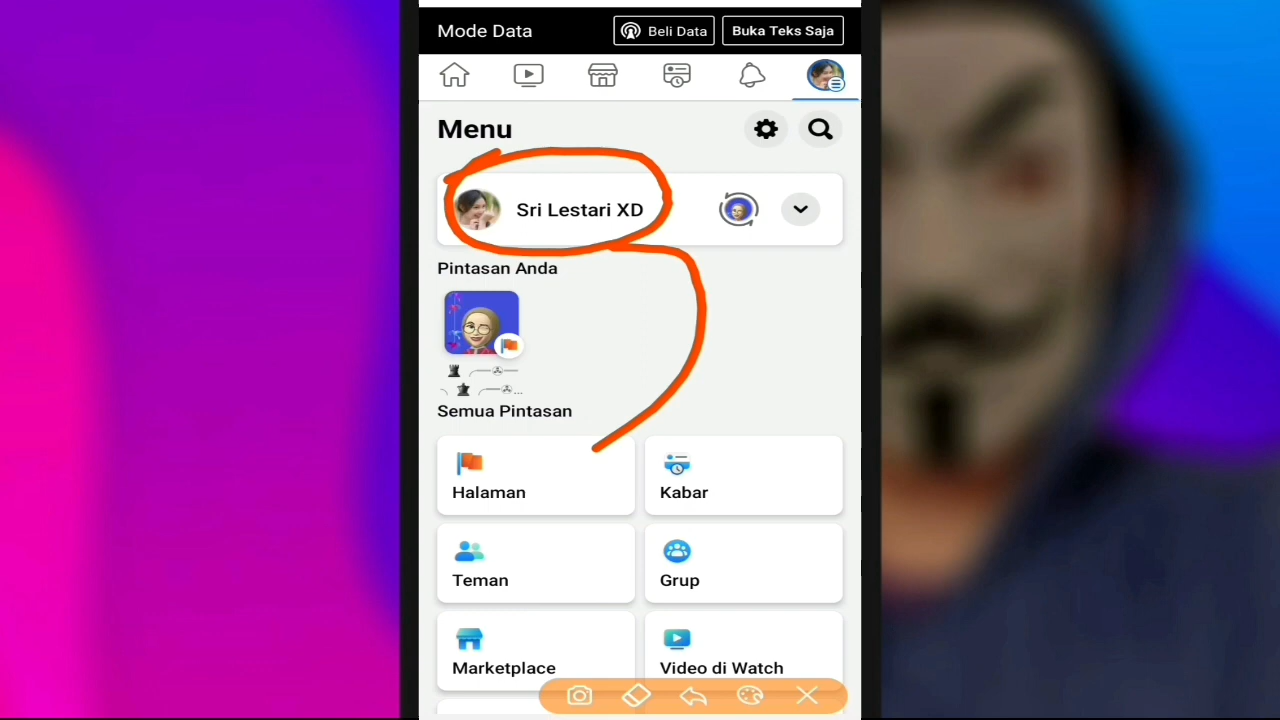 Mode Data
Beli Data
Buka Teks Saja
Menu
Sri Lestari XD
Pintasan Anda
Semua Pintasan
Halaman
Kabar
Teman
Grup
Marketplace
Video di Watch